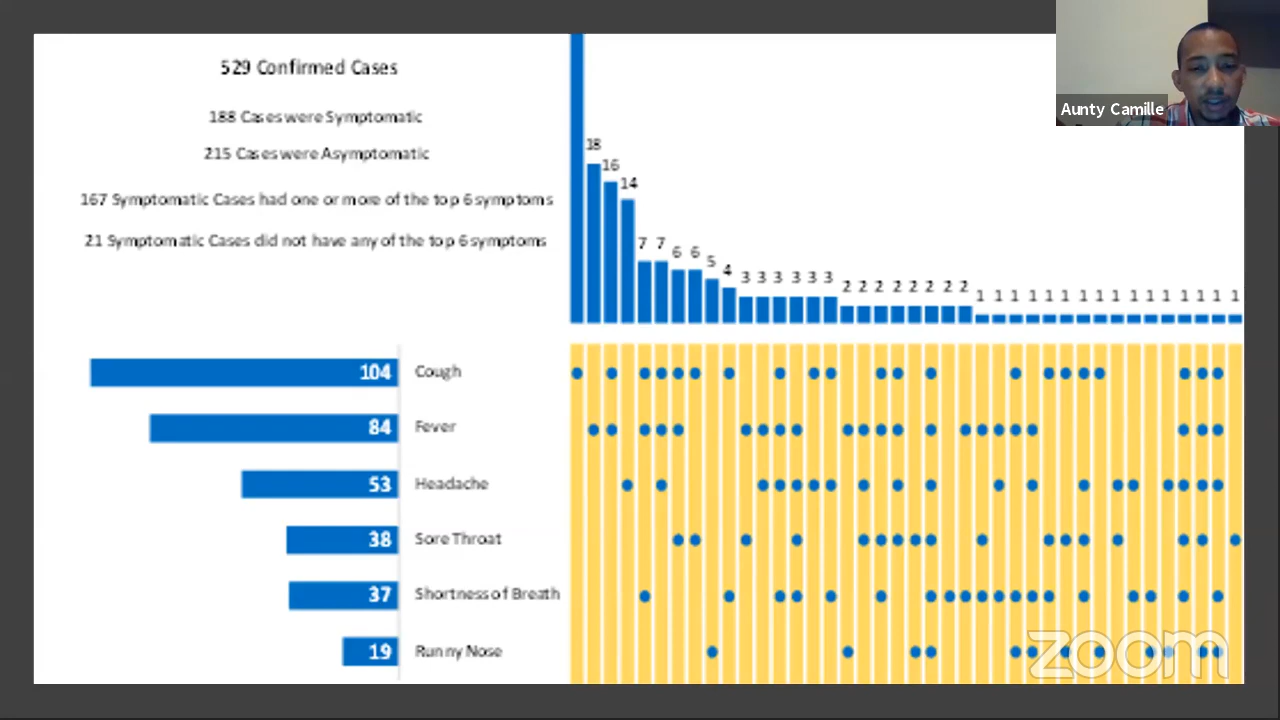 Aunty Camille
529 Confirmed Cases
188 Cases were Symptomatic
215 Cases were Asymptomatic
167 Symptomatic Cases had one or more of the top 6 symptoms
21 Symptomatic Cases did not have any of the top 6 symptoms
18 16 14 7 7 6 6 5 4 3 3 3 3 3 3 2 2 2 2 2 2 2 2 1 1 1 1 1 1 1 1 1 1 1 1 1 1 1 1
104 Cough
84 Fever
53 Headache
38 Sore Throat
37 Shortness of Breath
19 Runny Nose
zoom